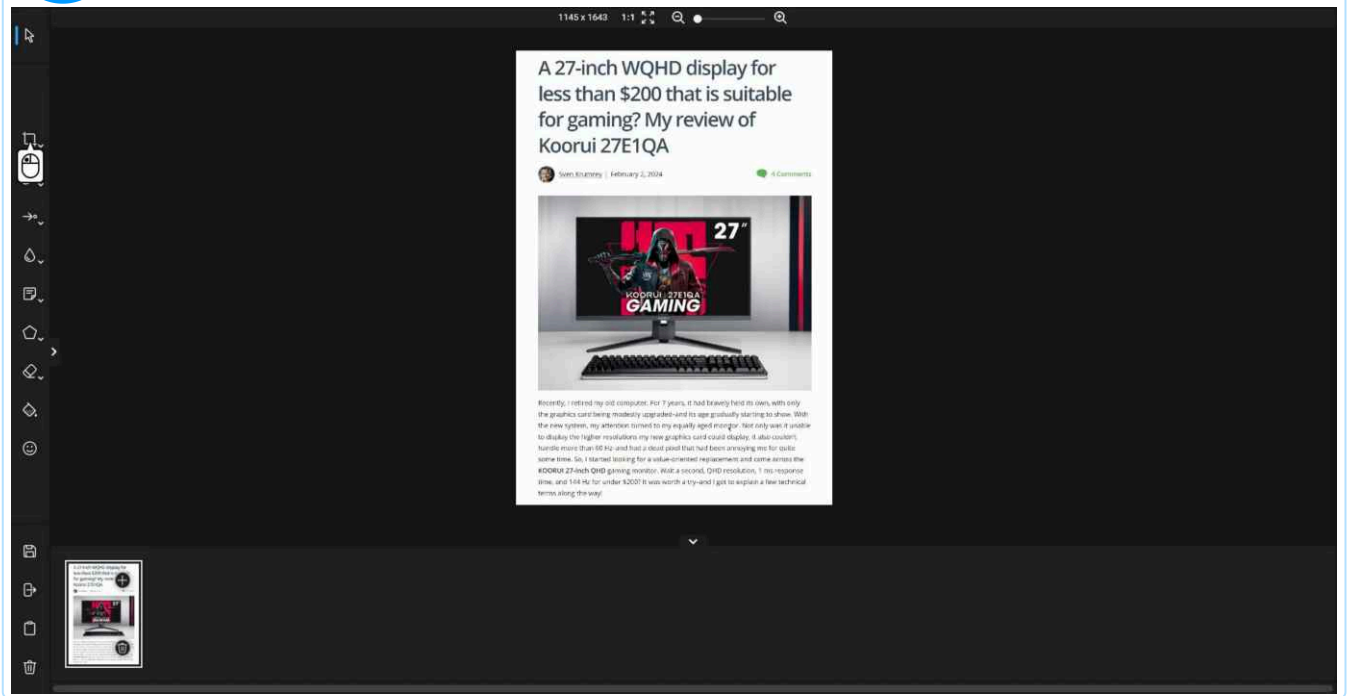 1145 x 1643 1:1
A 27-inch WQHD display for
less than $200 that is suitable
for gaming? My review of
Koorui 27E1QA
Sven Krumrey | February 2, 2024 4 Comments
27"
KOORUI 27E1QA
GAMING
Recently, I retired my old computer. For 7 years, it had bravely held its own, with only
the graphics card being modestly upgraded–and its age gradually starting to show. With
the new system, my attention turned to my equally aged monitor. Not only was it unable
to display the higher resolutions my new graphics card could display, it also couldn't
handle more than 60 Hz and had a dead pixel that had been annoying me for quite
some time. So, I started looking for a value-oriented replacement and came across the
KOORUI 27-inch QHD gaming monitor. Wait a second, QHD resolution, 1 ms response
time, and 144 Hz for under $200? It was worth a try–and I get to explain a few technical
terms along the way!